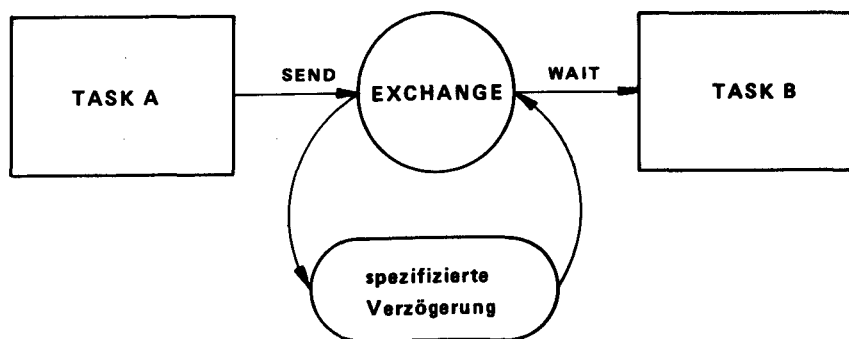 TASK A
SEND
EXCHANGE
WAIT
TASK B
spezifizierte
Verzögerung